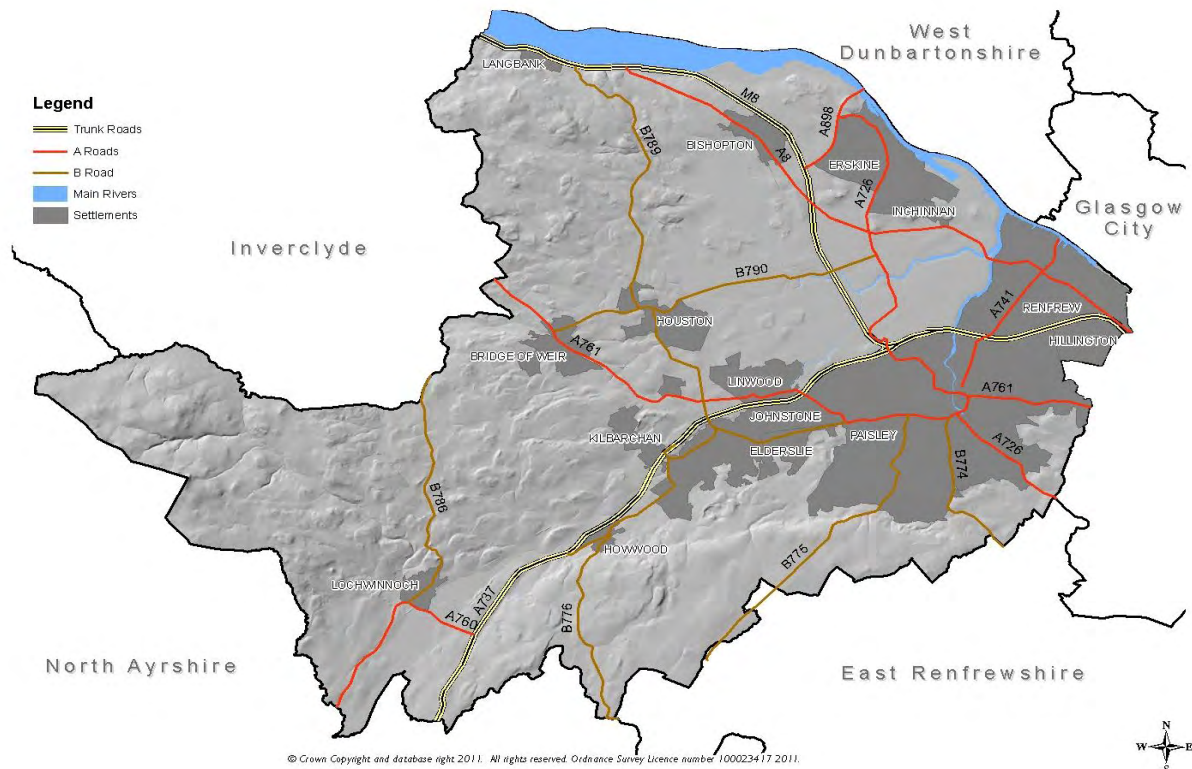 West
Dunbartonshire
LANGBANK
Legend
Trunk Roads
A Roads
B Road
Main Rivers
Settlements
M8
A898
B789
BISHOPTON
A8
ERSKINE
A726
INCHINNAN
Glasgow
City
Inverclyde
B790
A741
RENFREW
HOUSTON
HILLINGTON
BRIDGE OF WEIR
A761
LINWOOD
A761
JOHNSTONE
KILBARCHAN
PAISLEY
ELDERSLIE
A726
B774
B786
HOWWOOD
B775
LOCHWINNOCH
A737
A760
B776
North Ayrshire
East Renfrewshire
N
W E
S
© Crown Copyright and database right 2011. All rights reserved. Ordnance Survey Licence number 100023417 2011.